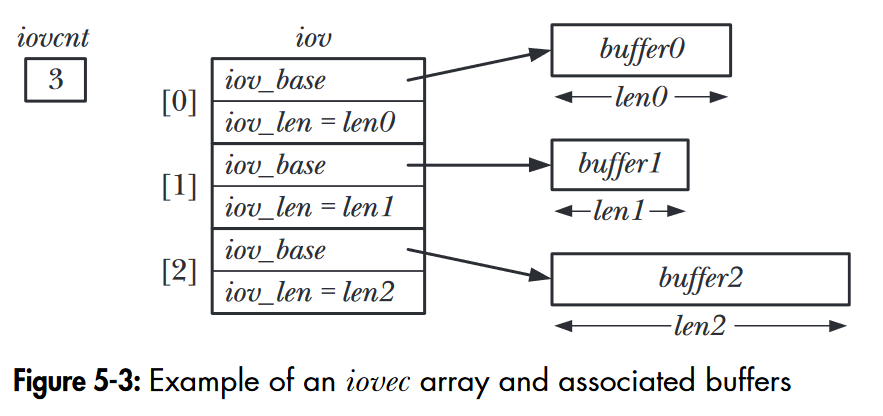 iovcnt
3
iov
[0]
iov_base
iov_len = len0
[1]
iov_base
iov_len = len1
[2]
iov_base
iov_len = len2
buffer0
len0
buffer1
len1
buffer2
len2
Figure 5-3: Example of an iovec array and associated buffers